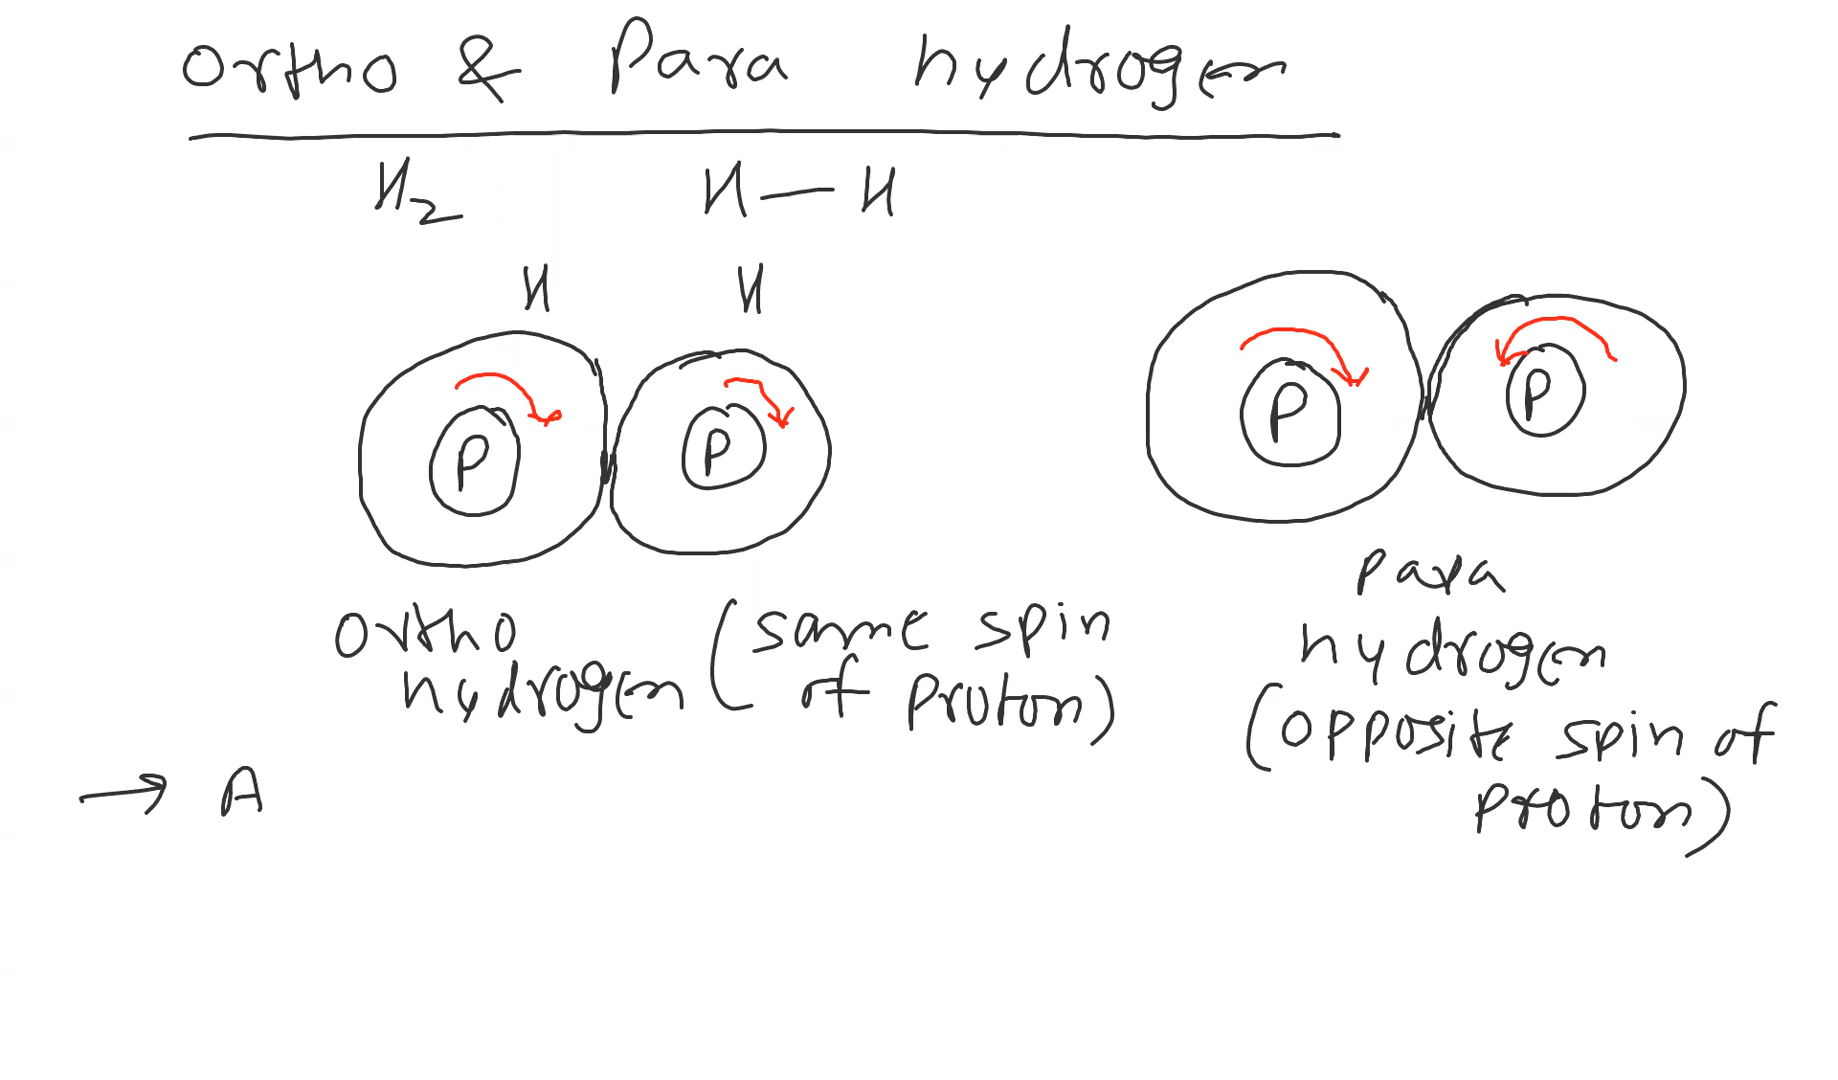 Ortho & Para hydrogen
H2 H—H
H H
P P P P
Ortho
hydrogen (same spin
of proton)
Para
hydrogen
(opposite spin of
proton)
→ A